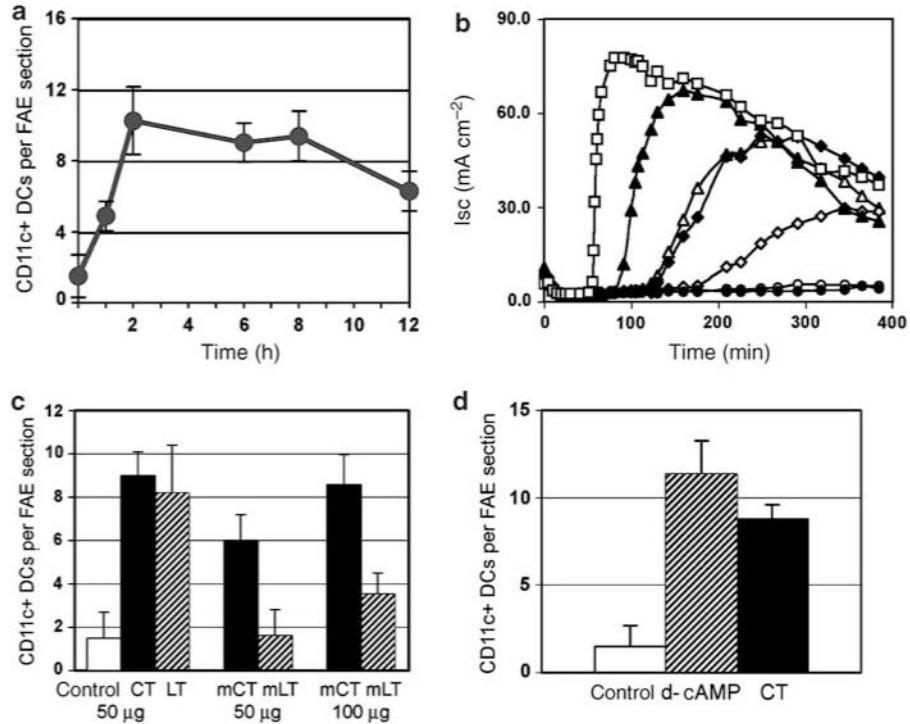 a
16
12
8
4
0
2
4
6
8
10
12
CD11c+ DCs per FAE section
Time (h)
b
90.0
60.0
30.0
0.0
0
100
200
300
400
Isc (mA cm⁻²)
Time (min)
c
12
10
8
6
4
2
0
CD11c+ DCs per FAE section
Control CT LT mCT mLT mCT mLT
50 µg 50 µg 100 µg
d
15
10
5
0
CD11c+ DCs per FAE section
Control d- cAMP CT